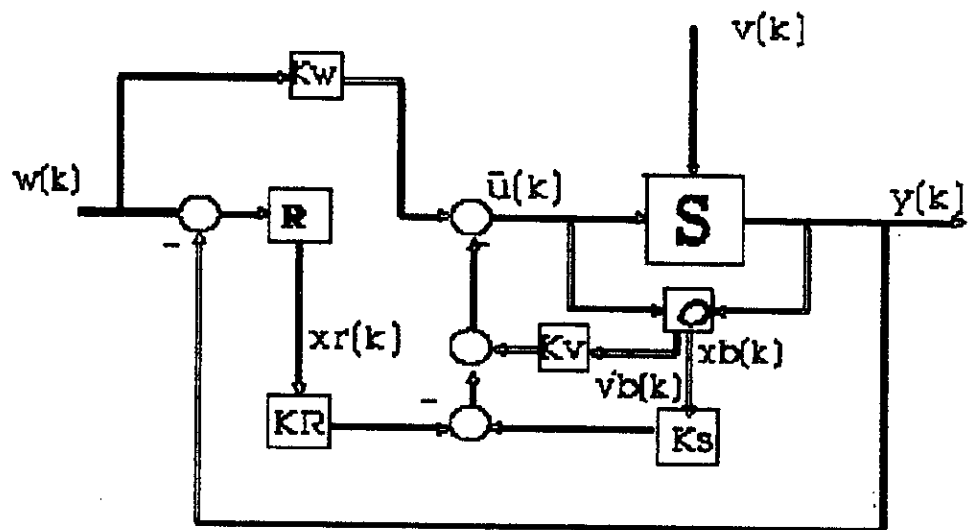 v(k)
Kw
w(k)
R
ū(k)
S
y(k)
-
-
O
xr(k)
Kv
xb(k)
vb(k)
-
KR
Ks